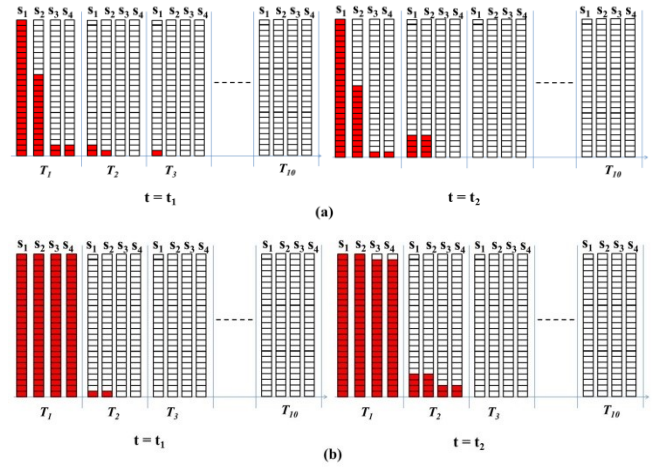 S1 S2 S3 S4 S1 S2 S3 S4 S1 S2 S3 S4 S1 S2 S3 S4 S1 S2 S3 S4 S1 S2 S3 S4 S1 S2 S3 S4 S1 S2 S3 S4
T1 T2 T3 T10 T1 T2 T3 T10
t = t1 t = t2
(a)
S1 S2 S3 S4 S1 S2 S3 S4 S1 S2 S3 S4 S1 S2 S3 S4 S1 S2 S3 S4 S1 S2 S3 S4 S1 S2 S3 S4 S1 S2 S3 S4
T1 T2 T3 T10 T1 T2 T3 T10
t = t1 t = t2
(b)